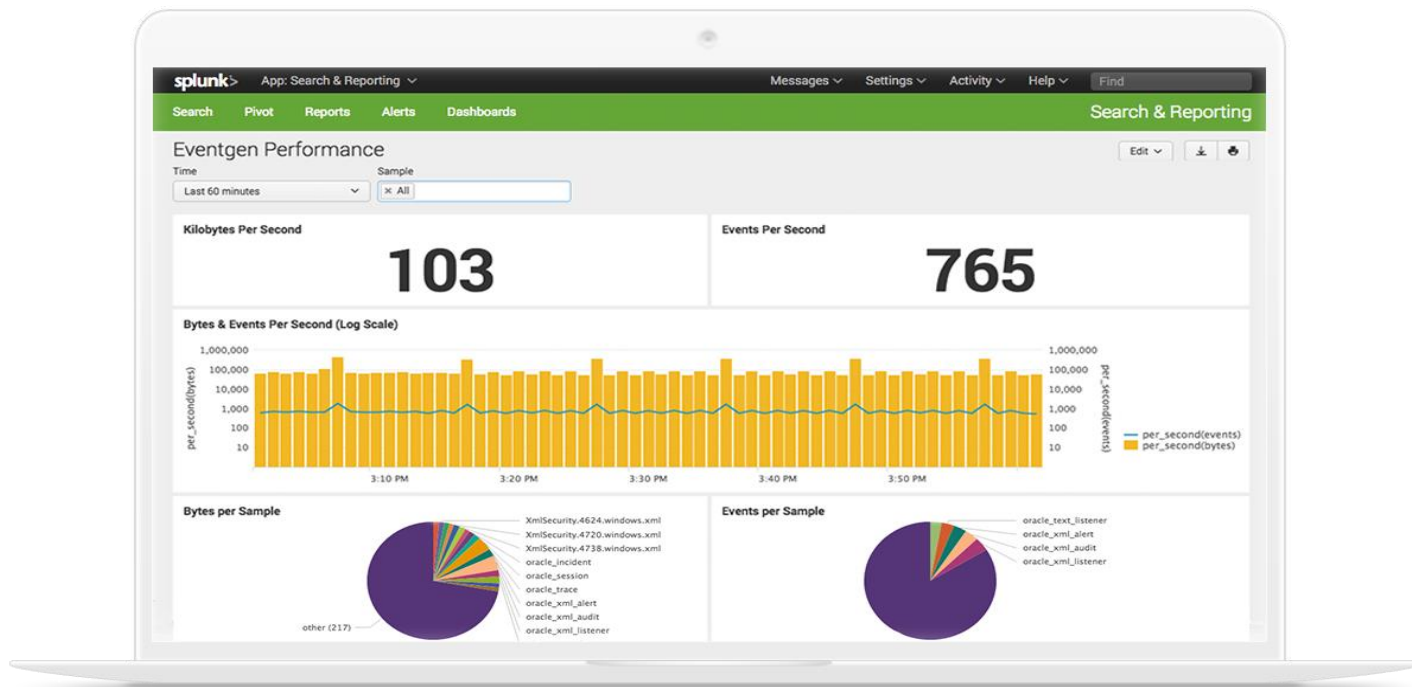 splunk> App: Search & Reporting Messages Settings Activity Help Find
Search Pivot Reports Alerts Dashboards Search & Reporting
Eventgen Performance
Edit
Time Sample
Last 60 minutes × All
Kilobytes Per Second
103
Events Per Second
765
Bytes & Events Per Second (Log Scale)
per_second(bytes)
1,000,000
100,000
10,000
1,000
100
10
1,000,000
100,000
10,000
1,000
100
10
per_second(events)
per_second(events)
per_second(bytes)
3:10 PM 3:20 PM 3:30 PM 3:40 PM 3:50 PM
Bytes per Sample
XmlSecurity.4624.windows.xml
XmlSecurity.4720.windows.xml
XmlSecurity.4738.windows.xml
oracle_incident
oracle_session
oracle_trace
oracle_xml_alert
oracle_xml_audit
oracle_xml_listener
other (217)
Events per Sample
oracle_text_listener
oracle_xml_alert
oracle_xml_audit
oracle_xml_listener